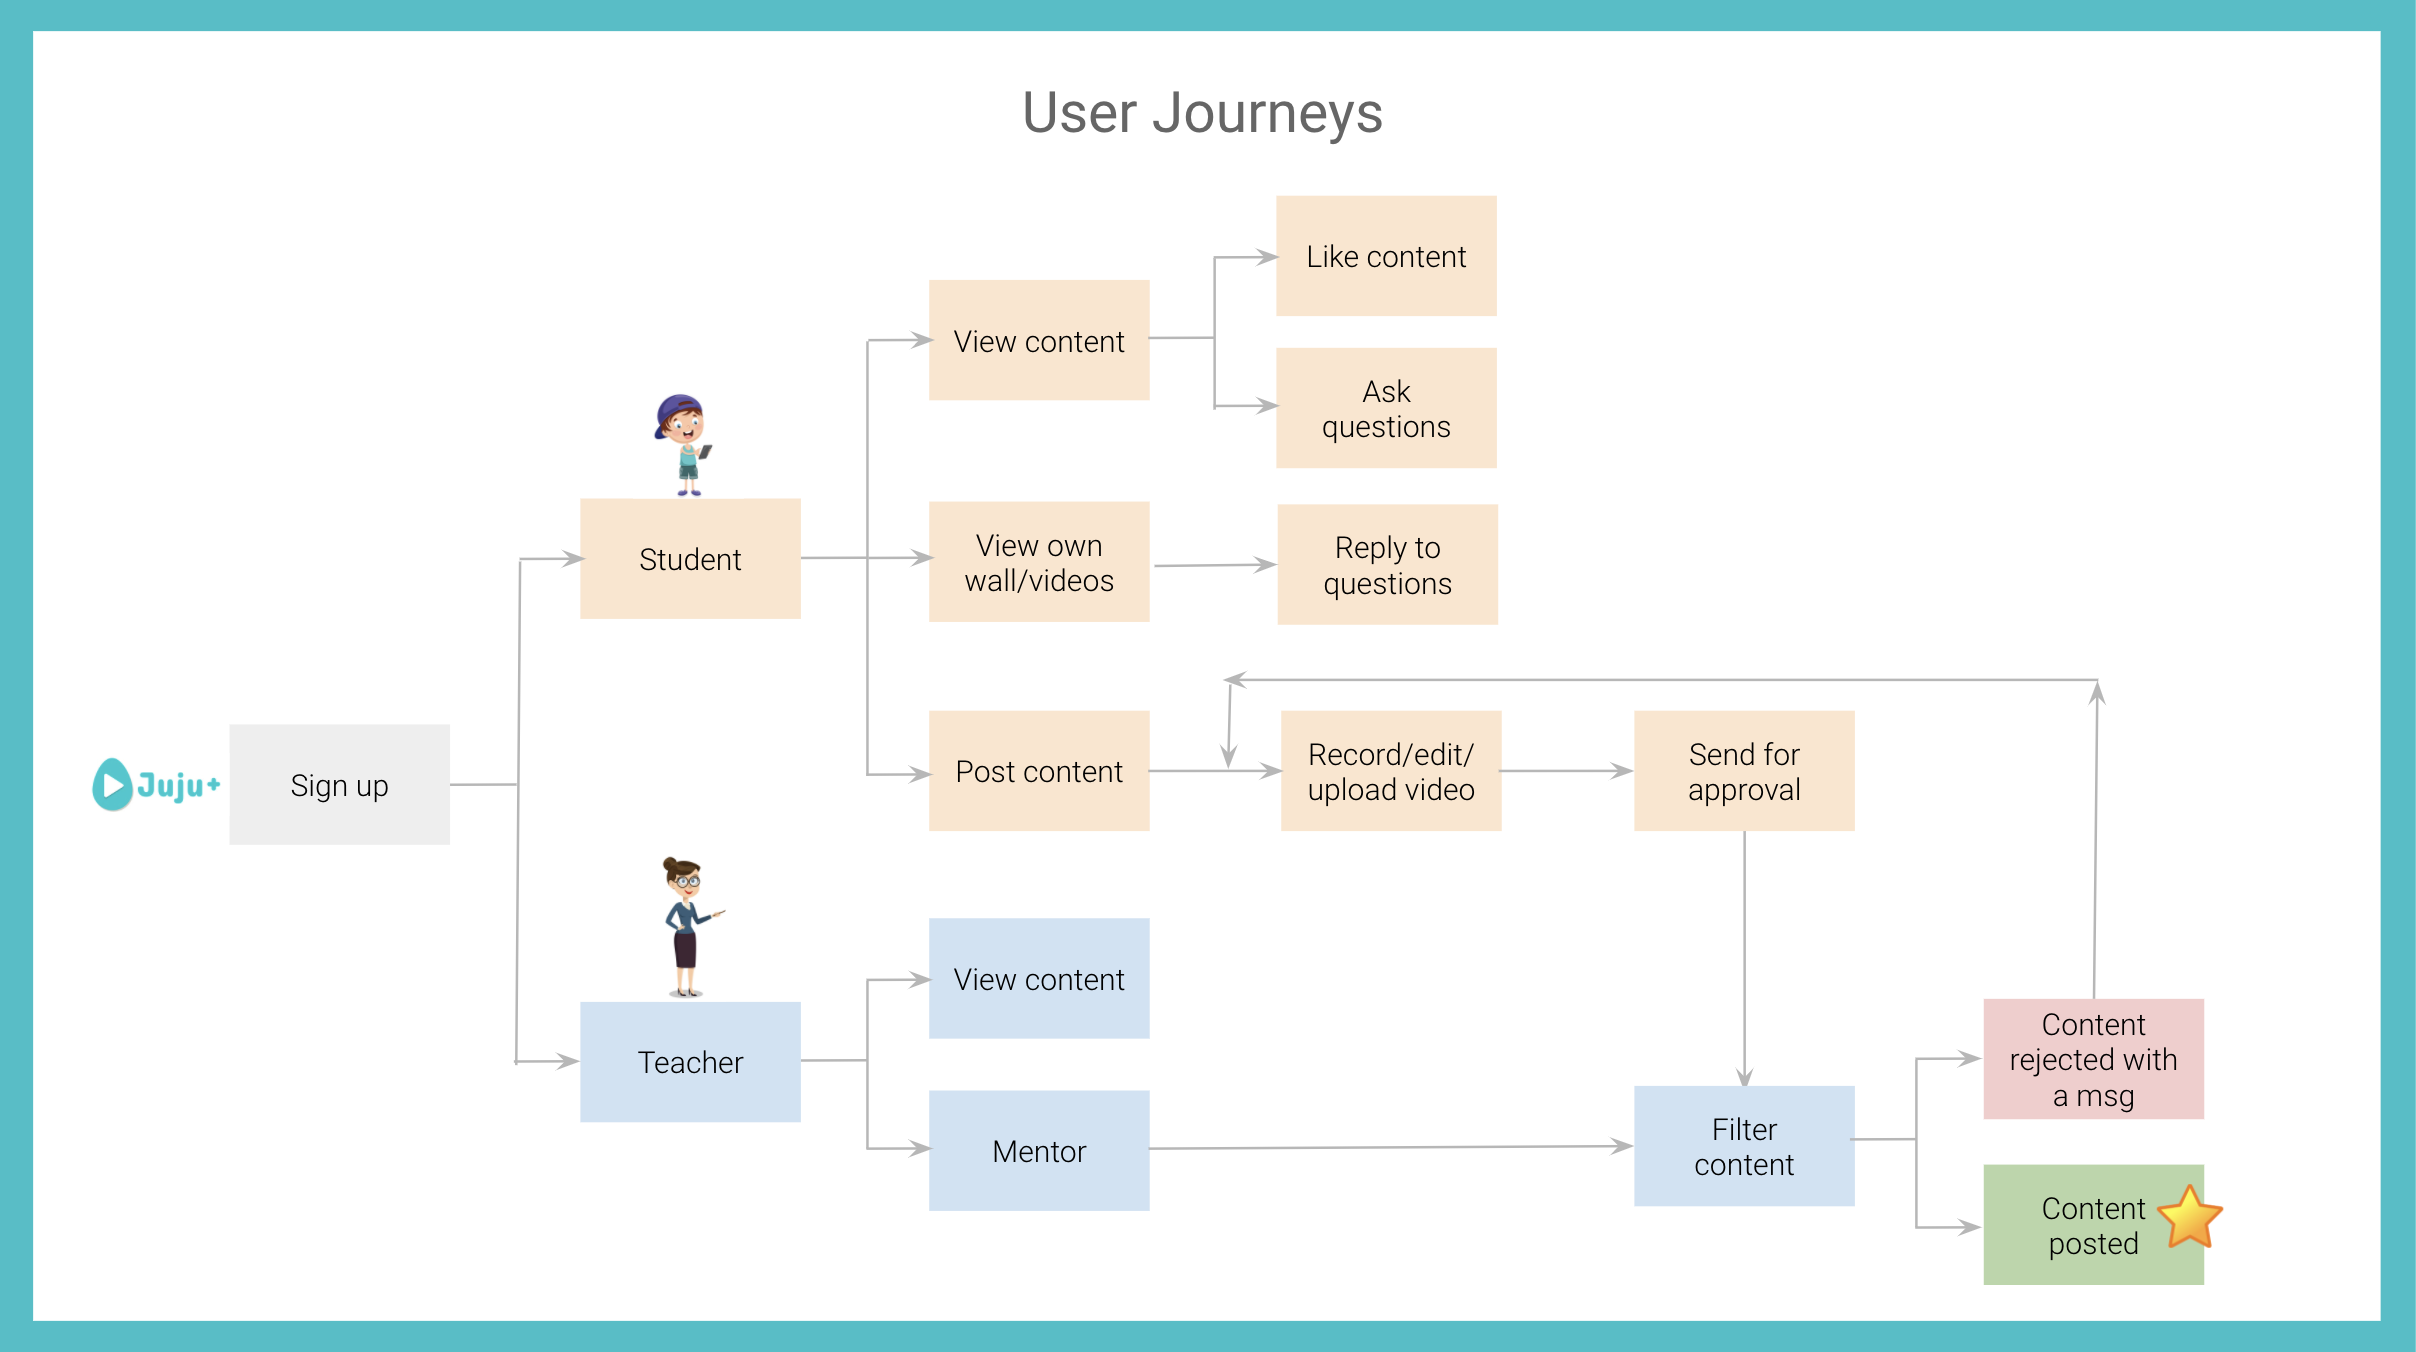 User Journeys
Like content
View content
Ask
questions
Student
View own
wall/videos
Reply to
questions
Juju+
Sign up
Post content
Record/edit/
upload video
Send for
approval
Teacher
View content
Mentor
Filter
content
Content
rejected with
a msg
Content
posted